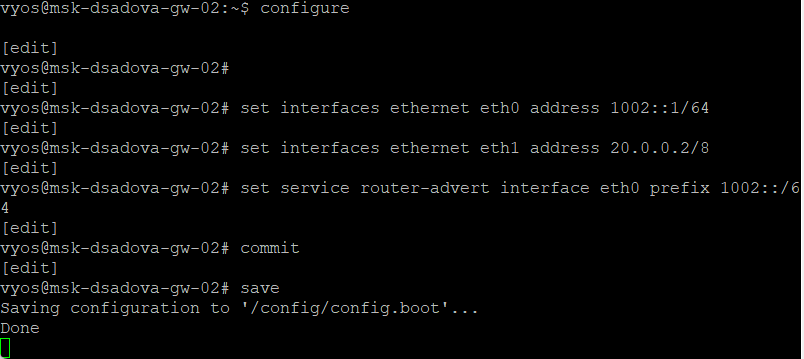 vyos@msk-dsadova-gw-02:~$ configure
[edit]
vyos@msk-dsadova-gw-02#
[edit]
vyos@msk-dsadova-gw-02# set interfaces ethernet eth0 address 1002::1/64
[edit]
vyos@msk-dsadova-gw-02# set interfaces ethernet eth1 address 20.0.0.2/8
[edit]
vyos@msk-dsadova-gw-02# set service router-advert interface eth0 prefix 1002::/6
4
[edit]
vyos@msk-dsadova-gw-02# commit
[edit]
vyos@msk-dsadova-gw-02# save
Saving configuration to '/config/config.boot'...
Done